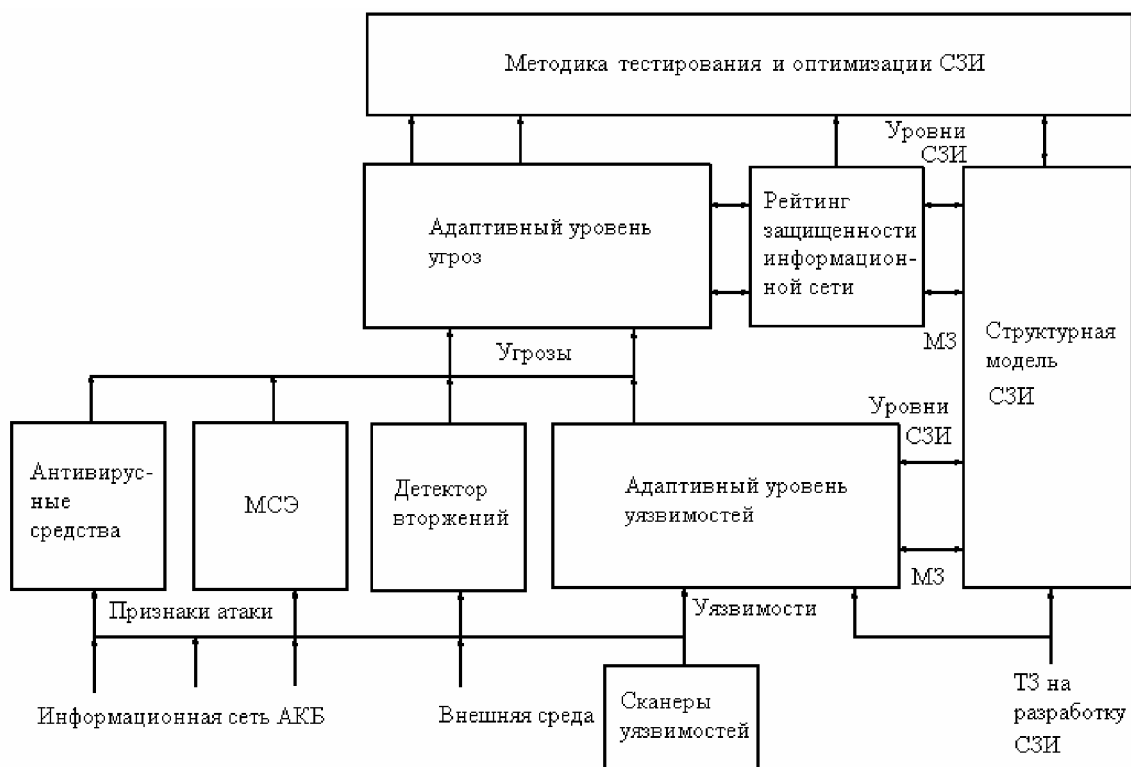 Методика тестирования и оптимизации СЗИ
Уровни
СЗИ
Адаптивный уровень
угроз
Рейтинг
защищенности
информацион-
ной сети
МЗ
Структурная
модель
СЗИ
Угрозы
Уровни
СЗИ
Антивирус-
ные
средства
МСЭ
Детектор
вторжений
Адаптивный уровень
уязвимостей
МЗ
Признаки атаки
Уязвимости
Информационная сеть АКБ
Внешняя среда
Сканеры
уязвимостей
ТЗ на
разработку
СЗИ